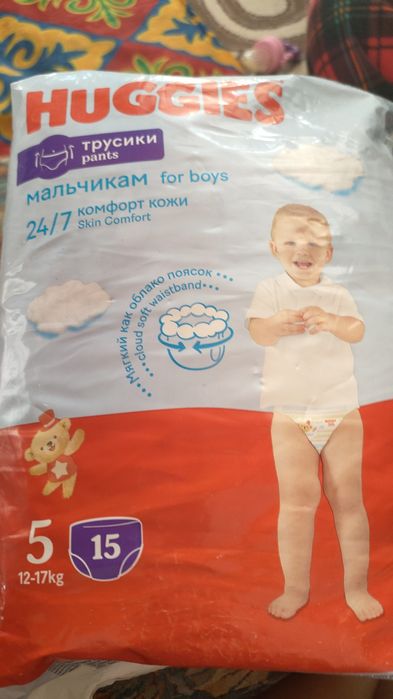 HUGGIES
трусики
pants
мальчикам for boys
24/7 комфорт кожи
Skin Comfort
Мягкий как облако поясок
cloud soft waistband
5
15
12-17kg